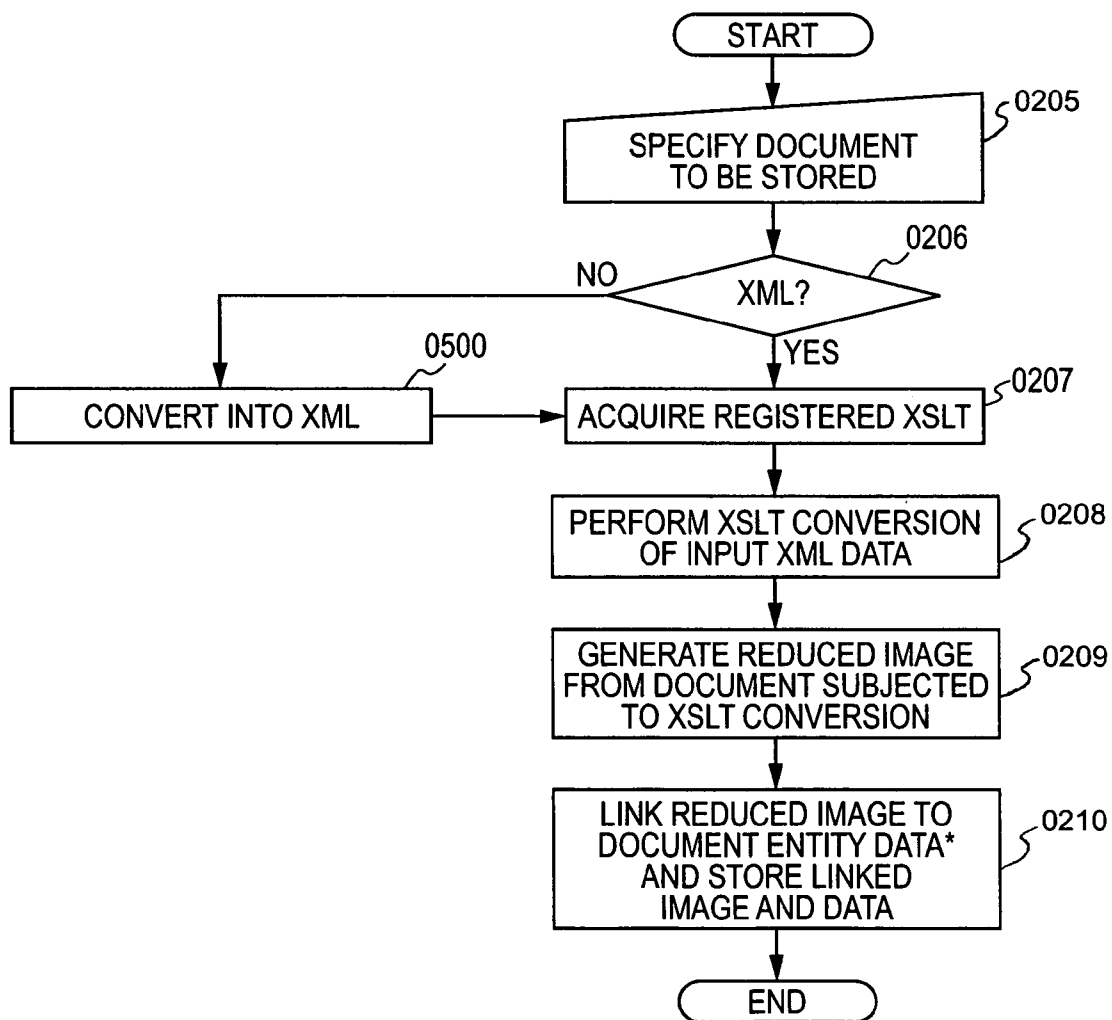 START
0205
SPECIFY DOCUMENT
TO BE STORED
0206
NO
XML?
YES
0500
CONVERT INTO XML
0207
ACQUIRE REGISTERED XSLT
0208
PERFORM XSLT CONVERSION
OF INPUT XML DATA
0209
GENERATE REDUCED IMAGE
FROM DOCUMENT SUBJECTED
TO XSLT CONVERSION
0210
LINK REDUCED IMAGE TO
DOCUMENT ENTITY DATA*
AND STORE LINKED
IMAGE AND DATA
END